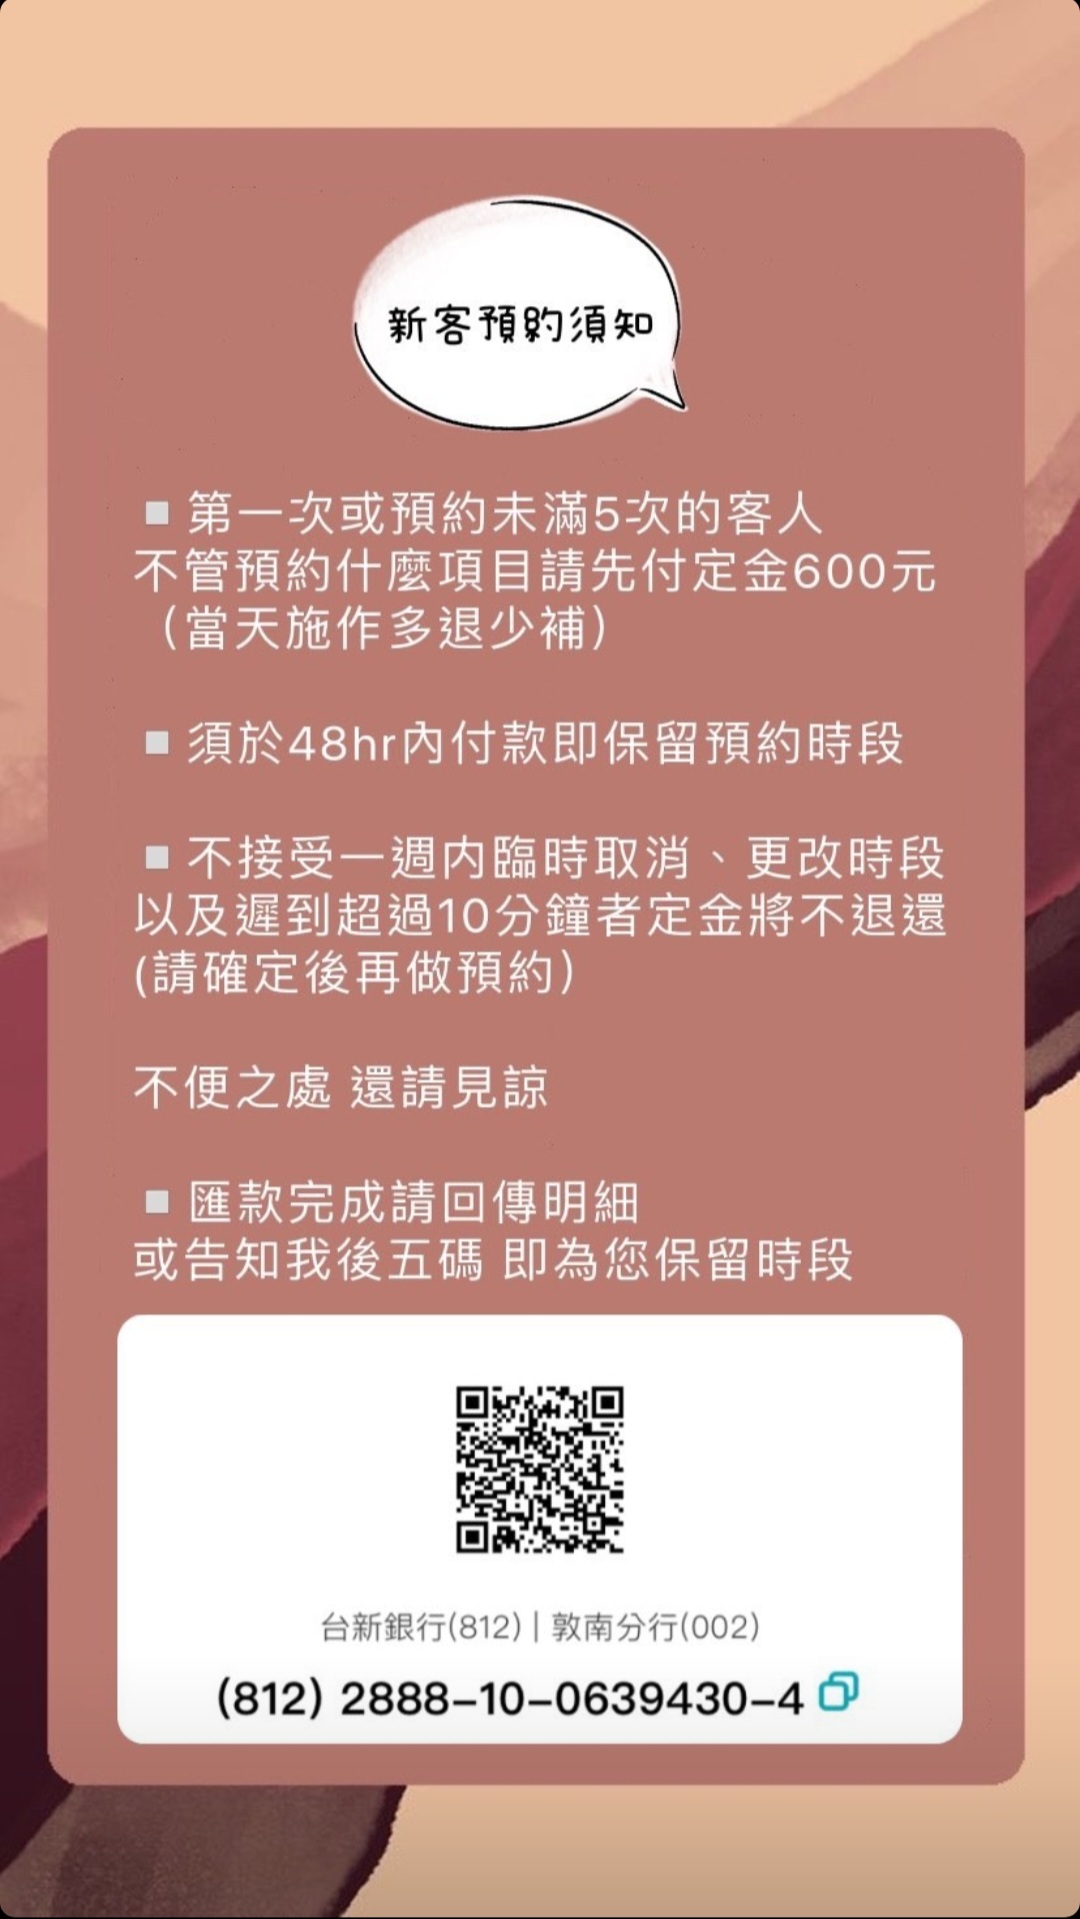 新客預約須知
▪️第一次或預約未滿5次的客人
不管預約什麼項目請先付定金600元
（當天施作多退少補）
▪️須於48hr內付款即保留預約時段
▪️不接受一週内臨時取消、更改時段
以及遲到超過10分鐘者定金將不退還
(請確定後再做預約）
不便之處 還請見諒
▪️匯款完成請回傳明細
或告知我後五碼 即為您保留時段
台新銀行(812) | 敦南分行(002)
(812) 2888-10-0639430-4